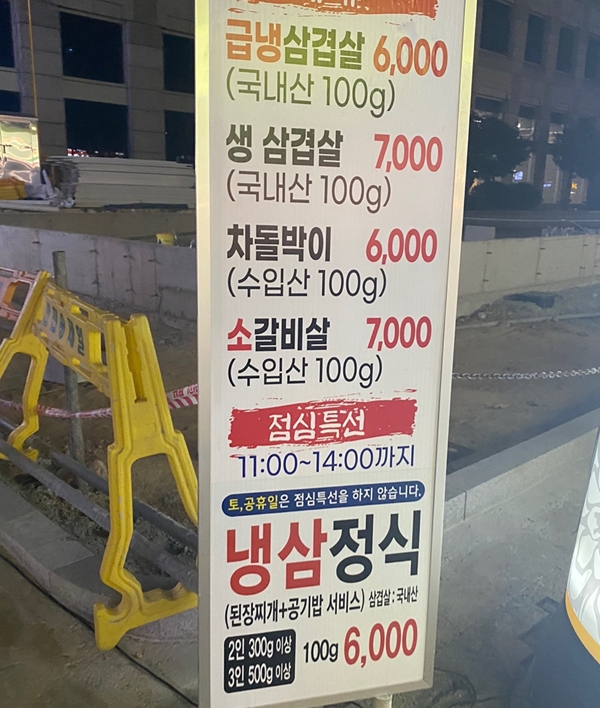 급냉삼겹살 6,000
(국내산 100g)
생 삼겹살 7,000
(국내산 100g)
차돌박이 6,000
(수입산 100g)
소갈비살 7,000
(수입산 100g)
점심특선
11:00~14:00까지
토,공휴일은 점심특선을 하지 않습니다.
냉삼정식
(된장찌개+공기밥 서비스) 삼겹살:국내산
2인 300g 이상
3인 500g 이상
100g 6,000